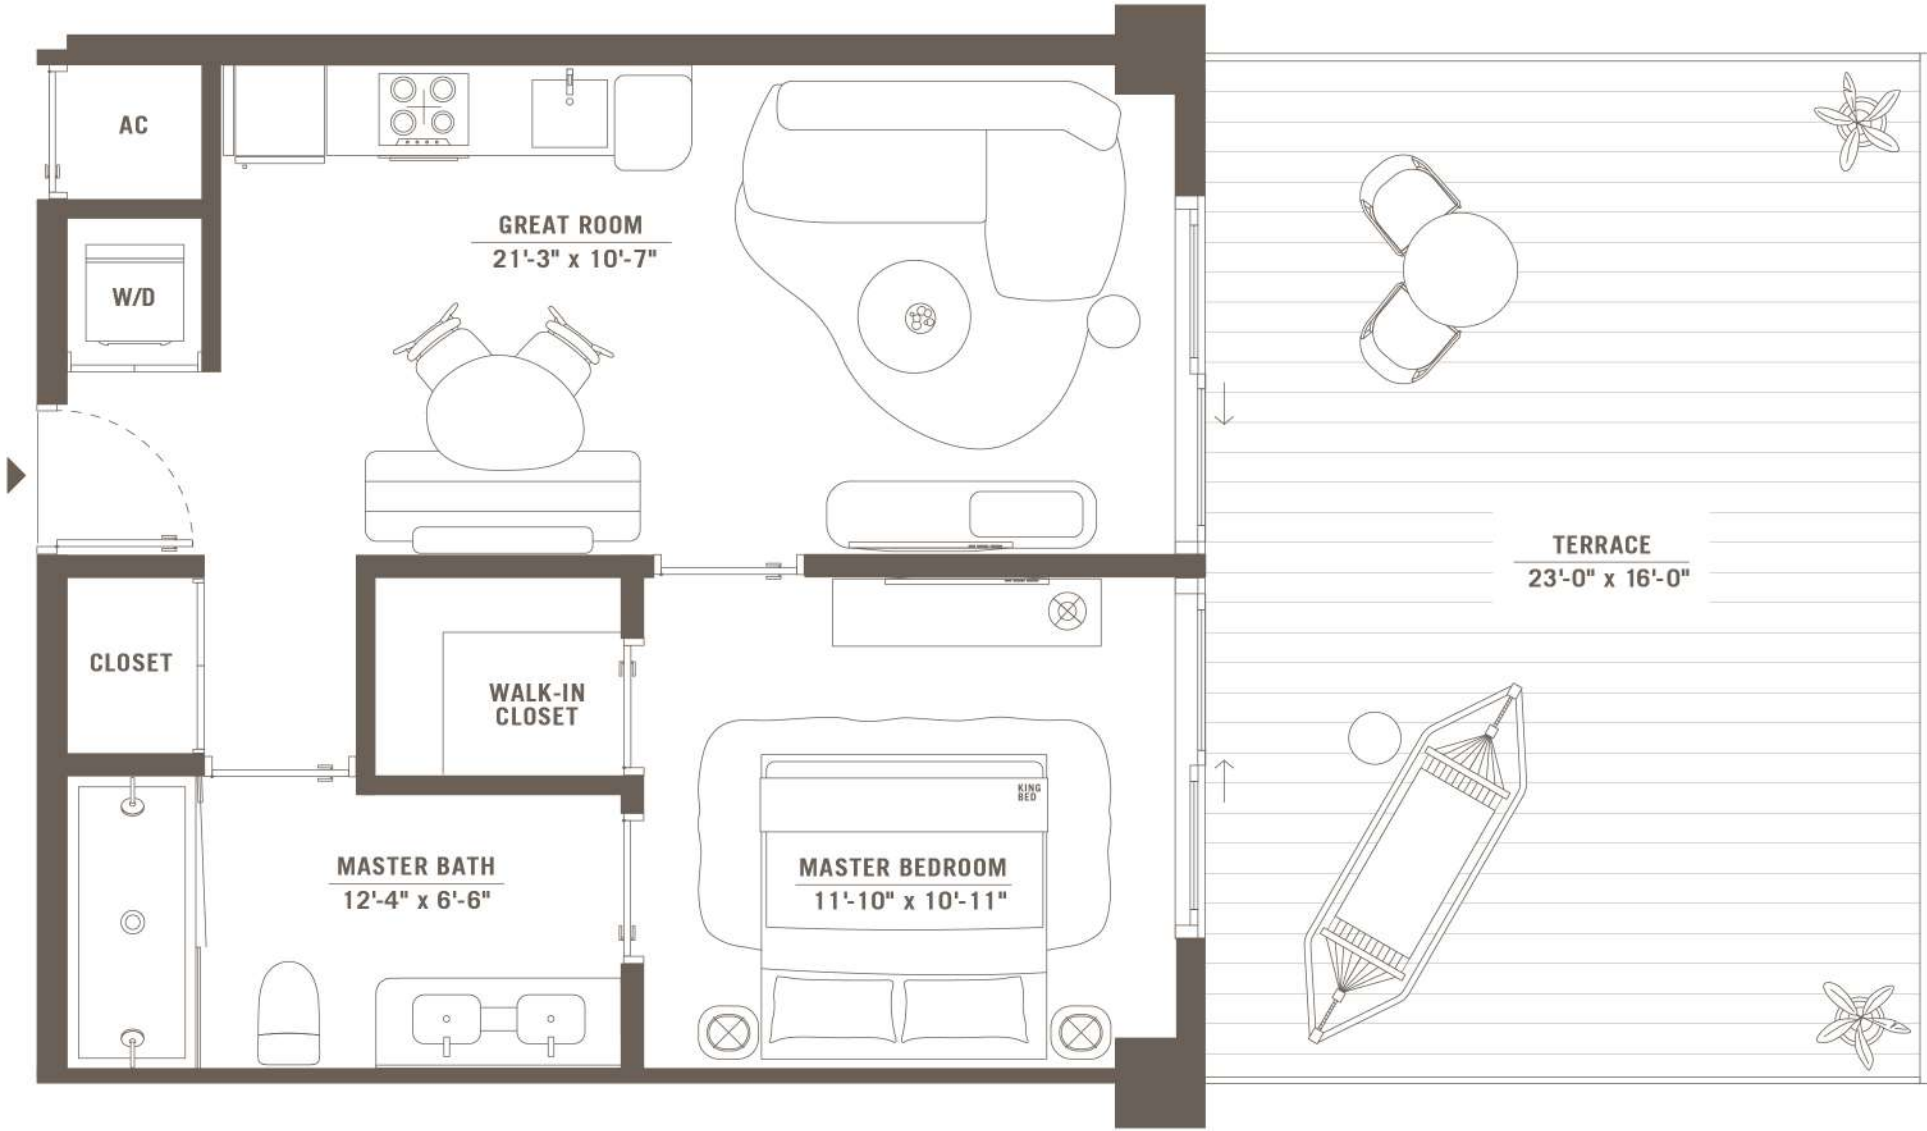 AC
GREAT ROOM
21'-3" x 10'-7"
W/D
TERRACE
23'-0" x 16'-0"
CLOSET
WALK-IN
CLOSET
KING
BED
MASTER BATH
12'-4" x 6'-6"
MASTER BEDROOM
11'-10" x 10'-11"